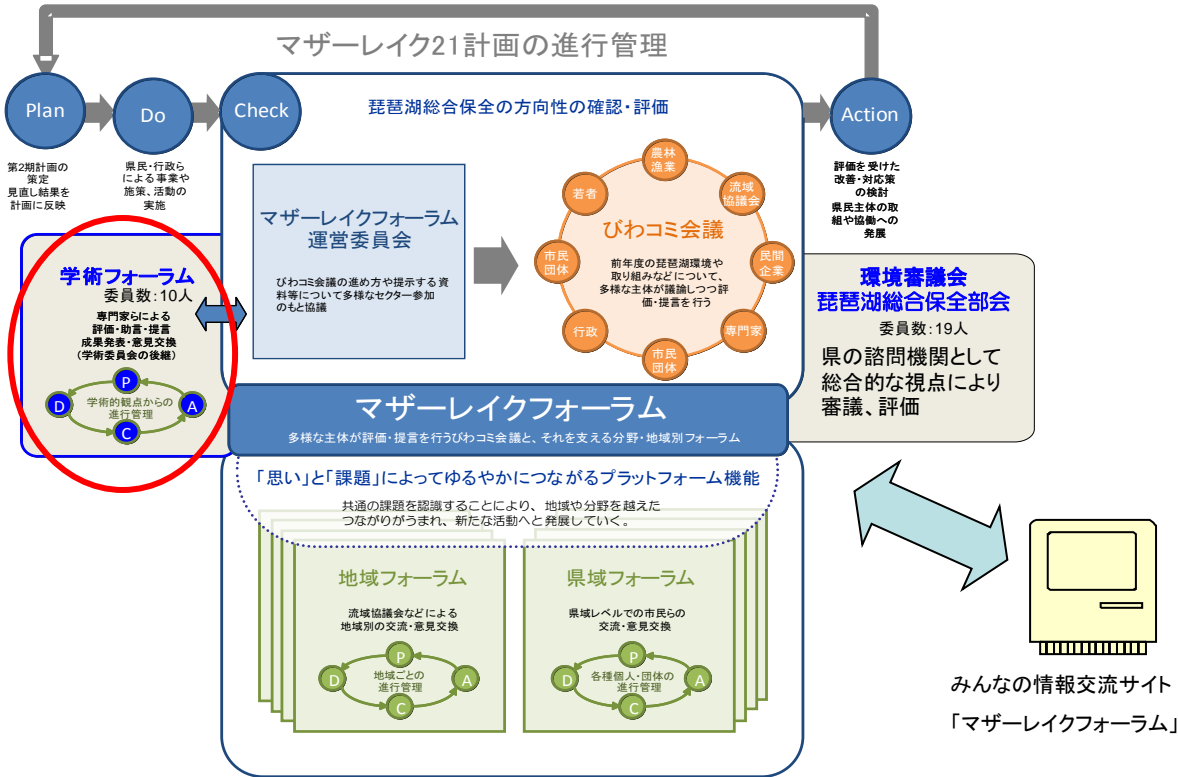 マザーレイク21計画の進行管理
Plan
Do
Check
Action
第2期計画の
策定
見直し結果を
計画に反映
県民・行政ら
による事業や
施策、活動の
実施
琵琶湖総合保全の方向性の確認・評価
マザーレイクフォーラム
運営委員会
びわコミ会議の進め方や提示する資
料等について多様なセクター参加
のもと協議
農林
漁業
流域
協議会
民間
企業
専門家
市民
団体
行政
市民
団体
若者
びわコミ会議
前年度の琵琶湖環境や
取り組みなどについて、
多様な主体が議論しつつ評
価・提言を行う
評価を受けた
改善・対応策
の検討
県民主体の取
組や協働への
発展
学術フォーラム
委員数:10人
専門家らによる
評価・助言・提言
成果発表・意見交換
(学術委員会の後継)
P
D
学術的観点からの
進行管理
A
C
環境審議会
琵琶湖総合保全部会
委員数:19人
県の諮問機関として
総合的な視点により
審議、評価
マザーレイクフォーラム
多様な主体が評価・提言を行うびわコミ会議と、それを支える分野・地域別フォーラム
「思い」と「課題」によってゆるやかにつながるプラットフォーム機能
共通の課題を認識することにより、地域や分野を越えた
つながりがうまれ、新たな活動へと発展していく。
地域フォーラム
流域協議会などによる
地域別の交流・意見交換
P
D
地域ごとの
進行管理
A
C
県域フォーラム
県域レベルでの市民らの
交流・意見交換
P
D
各種個人・団体の
進行管理
A
C
みんなの情報交流サイト
「マザーレイクフォーラム」